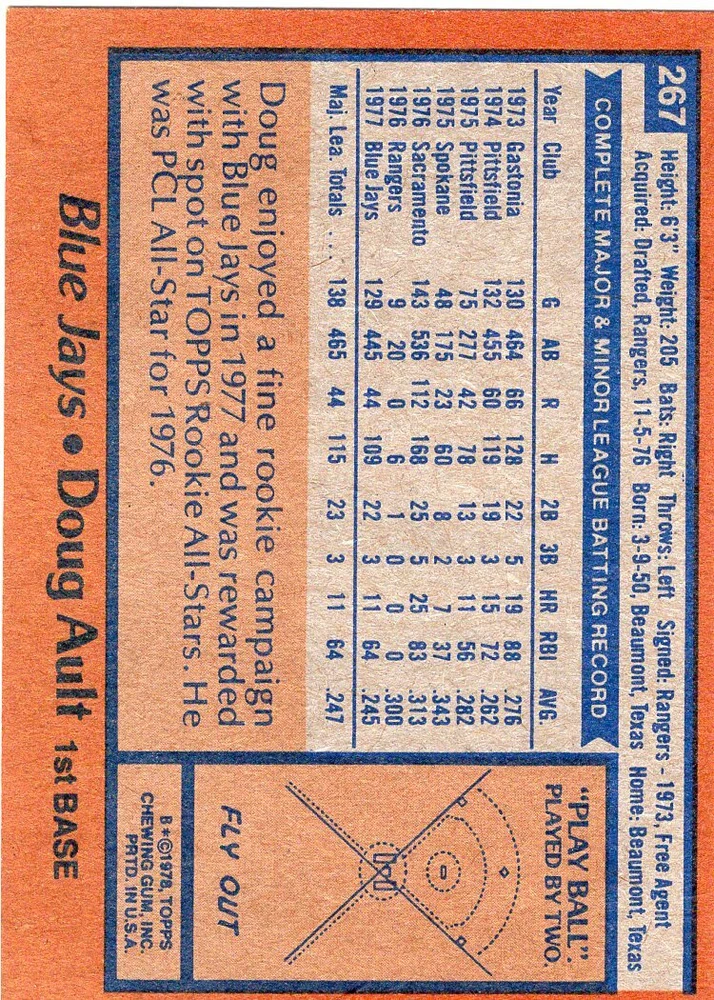 267
Height: 6'3" Weight: 205 Bats: Right Throws: Left Signed: Rangers - 1973, Free Agent
Acquired: Drafted, Rangers, 11-5-76 Born: 3-9-50, Beaumont, Texas Home: Beaumont, Texas
COMPLETE MAJOR & MINOR LEAGUE BATTING RECORD
Year Club G AB R H 2B 3B HR RBI AVG.
1973 Gastonia 130 464 66 128 22 5 19 88 .276
1974 Pittsfield 132 455 60 119 19 3 15 72 .262
1975 Pittsfield 75 277 42 78 13 3 11 56 .282
1975 Spokane 48 175 23 60 8 2 7 37 .343
1976 Sacramento 143 536 112 168 25 5 25 83 .313
1976 Rangers 9 20 0 6 1 0 0 0 .300
1977 Blue Jays 129 445 44 109 22 3 11 64 .245
Maj. Lea. Totals .... 138 465 44 115 23 3 11 64 .247
Doug enjoyed a fine rookie campaign
with Blue Jays in 1977 and was rewarded
with spot on TOPPS Rookie All-Stars. He
was PCL All-Star for 1976.
"PLAY BALL".
PLAYED BY TWO.
FLY OUT
B*©1978, TOPPS
CHEWING GUM, INC.
PRTD. IN U.S.A.
Blue Jays • Doug Ault 1st BASE